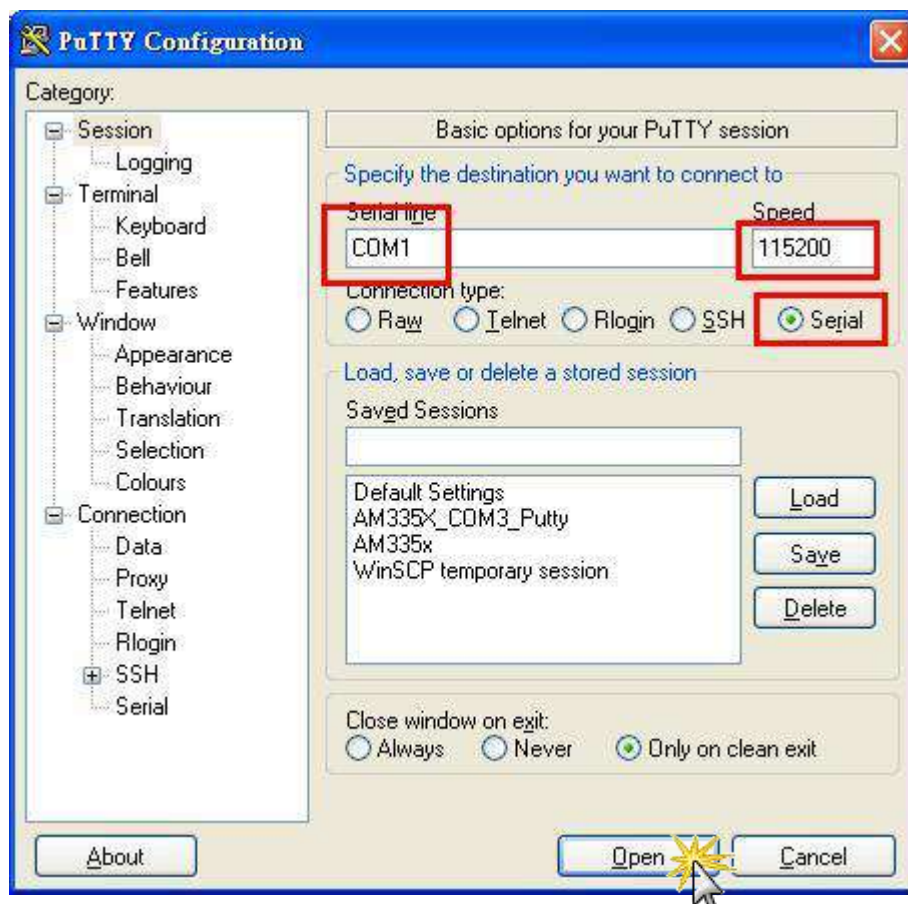 PuTTY Configuration
Category:
Session
Logging
Terminal
Keyboard
Bell
Features
Window
Appearance
Behaviour
Translation
Selection
Colours
Connection
Data
Proxy
Telnet
Rlogin
SSH
Serial
Basic options for your PuTTY session
Specify the destination you want to connect to
Serial line Speed
COM1 115200
Connection type:
Raw Telnet Rlogin SSH Serial
Load, save or delete a stored session
Saved Sessions
Default Settings
AM335X_COM3_Putty
AM335x
WinSCP temporary session
Load
Save
Delete
Close window on exit:
Always Never Only on clean exit
About Open Cancel